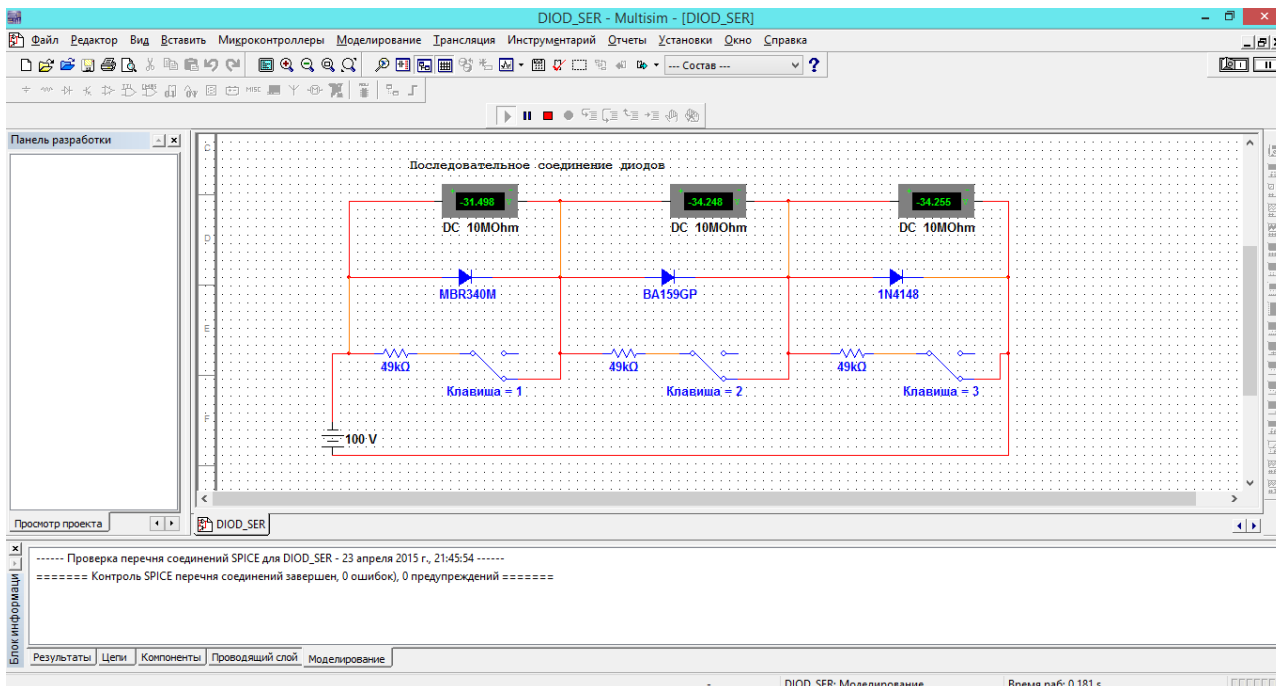 DIOD_SER - Multisim - [DIOD_SER]
Файл Редактор Вид Вставить Микроконтроллеры Моделирование Трансляция Инструментарий Отчеты Установки Окно Справка
--- Состав ---
MISC
Панель разработки
Последовательное соединение диодов
C
-31.498
-34.248
-34.255
DC 10MOhm
DC 10MOhm
DC 10MOhm
D
MBR340M
BA159GP
1N4148
E
49kΩ
49kΩ
49kΩ
Клавиша = 1
Клавиша = 2
Клавиша = 3
F
100 V
Просмотр проекта
DIOD_SER
------ Проверка перечня соединений SPICE для DIOD_SER - 23 апреля 2015 г., 21:45:54 ------
======= Контроль SPICE перечня соединений завершен, 0 ошибок), 0 предупреждений =======
Блок информаци
Результаты Цепи Компоненты Проводящий слой Моделирование
- DIOD_SER: Моделирование Время раб: 0.181 s